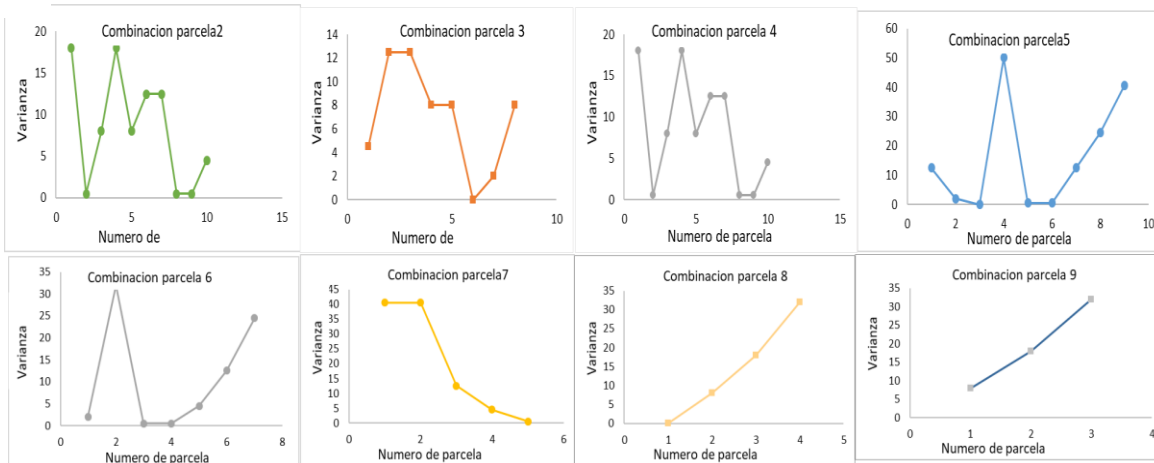 Combinacion parcela2
20
15
10
5
0
0 5 10 15
Varianza
Numero de
Combinacion parcela 3
14
12
10
8
6
4
2
0
0 5 10
Varianza
Numero de
Combinacion parcela 4
20
15
10
5
0
0 5 10 15
Varianza
Numero de parcela
Combinacion parcela5
60
50
40
30
20
10
0
0 2 4 6 8 10
Varianza
Numero de parcela
Combinacion parcela 6
35
30
25
20
15
10
5
0
0 2 4 6 8
Varianza
Numero de parcela
Combinacion parcela7
45
40
35
30
25
20
15
10
5
0
0 2 4 6
Varianza
Numero de parcela
Combinacion parcela 8
35
30
25
20
15
10
5
0
0 1 2 3 4 5
Varianza
Numero de parcela
Combinacion parcela 9
35
30
25
20
15
10
5
0
0 1 2 3 4
Varianza
Numero de parcela